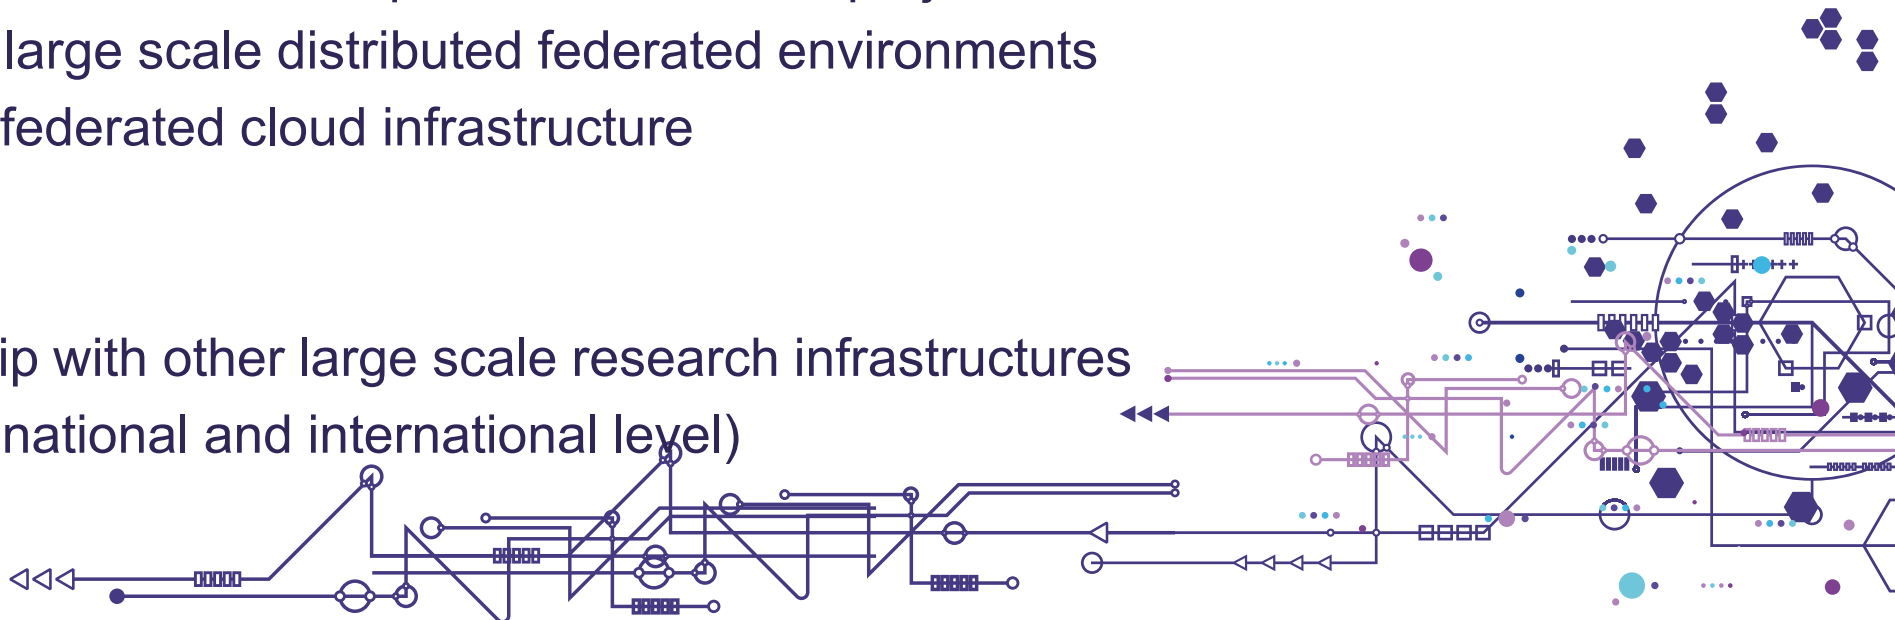 large scale distributed federated environments
federated cloud infrastructure
ip with other large scale research infrastructures
national and international level)